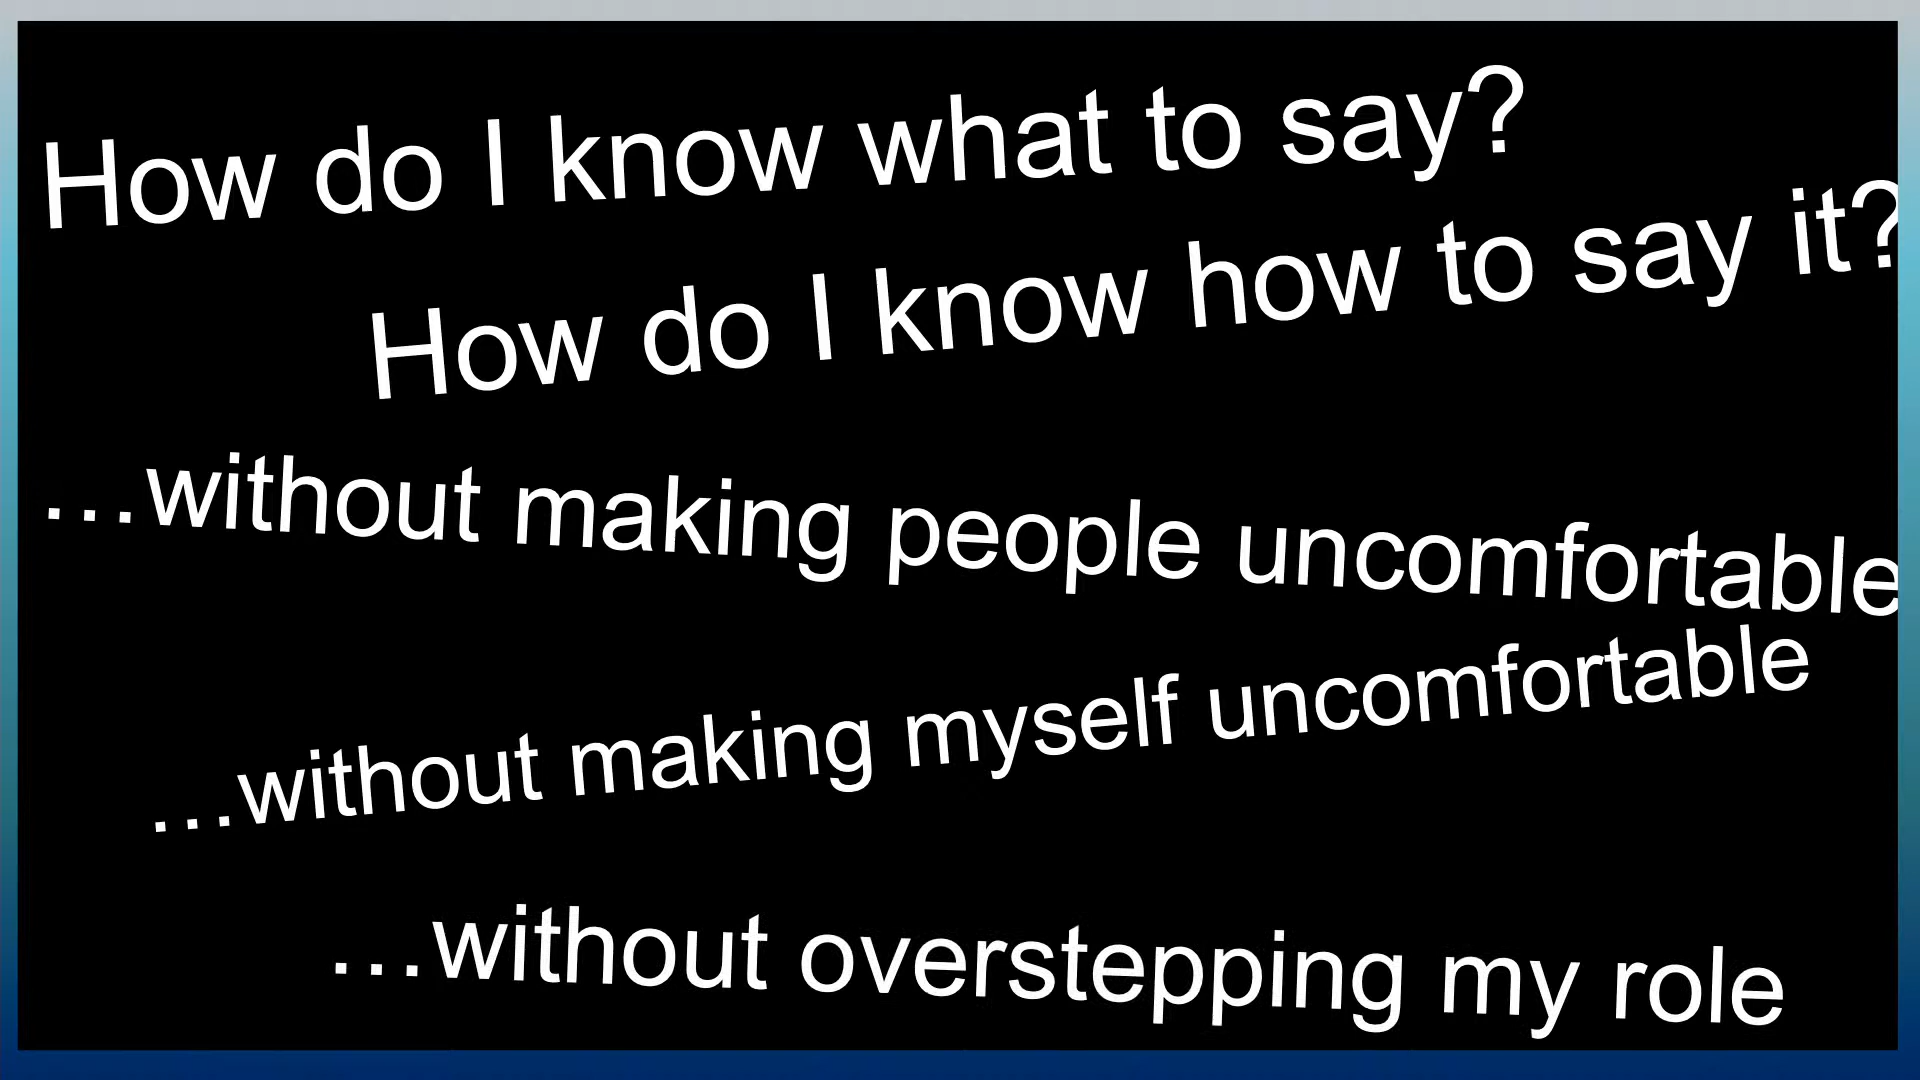 How do I know what to say?
How do I know how to say it?
…without making people uncomfortable
…without making myself uncomfortable
…without overstepping my role